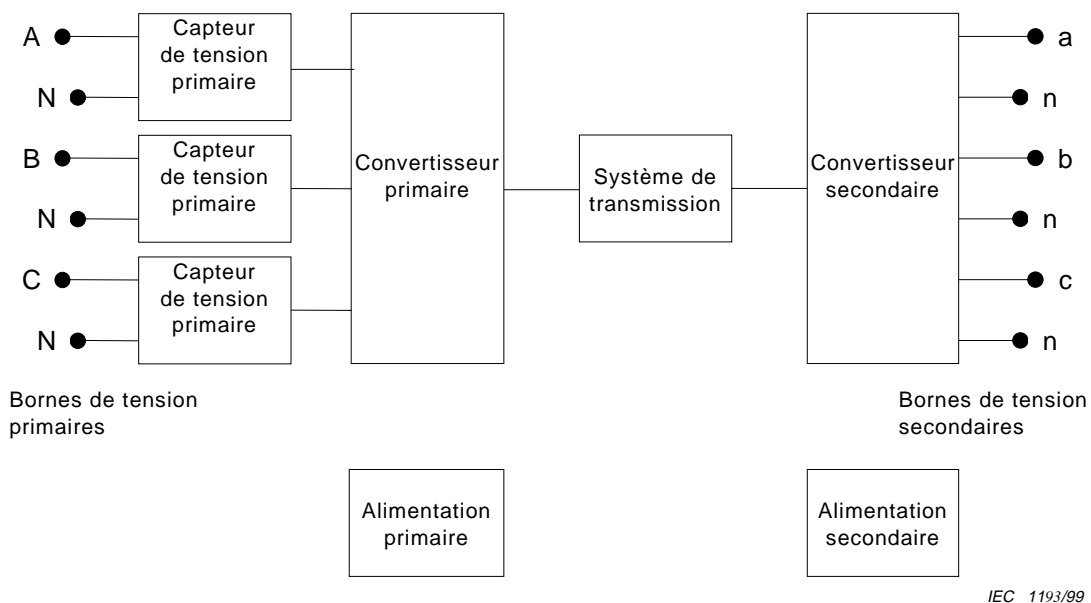 A
N
B
N
C
N
Capteur
de tension
primaire
Capteur
de tension
primaire
Capteur
de tension
primaire
Convertisseur
primaire
Système de
transmission
Convertisseur
secondaire
a
n
b
n
c
n
Bornes de tension
primaires
Bornes de tension
secondaires
Alimentation
primaire
Alimentation
secondaire
IEC 1193/99